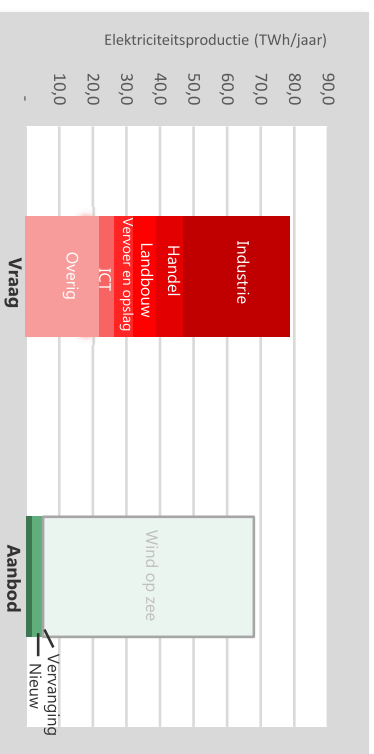 Elektriciteitsproductie (TWh/jaar)
90,0
80,0
70,0
60,0
50,0
40,0
30,0
20,0
10,0
-
Industrie
Handel
Landbouw
Vervoer en opslag
ICT
Overig
Vraag
Wind op zee
Aanbod
Vervanging
Nieuw